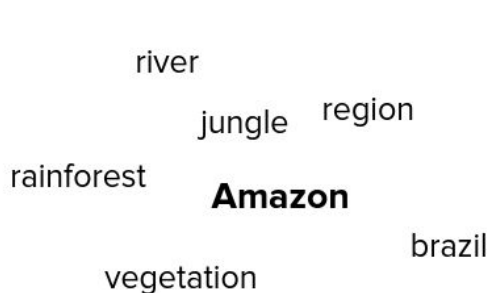 river
region
jungle
rainforest
Amazon
brazil
vegetation